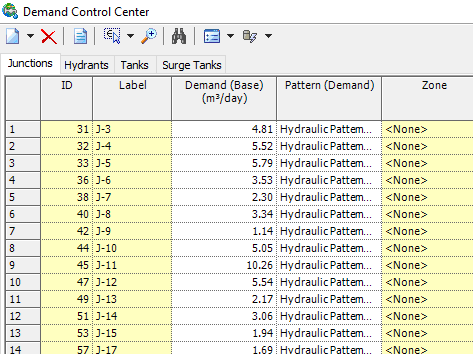 Demand Control Center
Junctions Hydrants Tanks Surge Tanks
ID Label Demand (Base) (m³/day) Pattern (Demand) Zone
1 31 J-3 4.81 Hydraulic Pattern... <None>
2 32 J-4 5.52 Hydraulic Pattern... <None>
3 33 J-5 5.79 Hydraulic Pattern... <None>
4 36 J-6 3.53 Hydraulic Pattern... <None>
5 38 J-7 2.30 Hydraulic Pattern... <None>
6 40 J-8 3.34 Hydraulic Pattern... <None>
7 42 J-9 1.14 Hydraulic Pattern... <None>
8 44 J-10 5.05 Hydraulic Pattern... <None>
9 45 J-11 10.26 Hydraulic Pattern... <None>
10 47 J-12 5.54 Hydraulic Pattern... <None>
11 49 J-13 2.17 Hydraulic Pattern... <None>
12 51 J-14 3.06 Hydraulic Pattern... <None>
13 53 J-15 1.94 Hydraulic Pattern... <None>
14 57 J-17 1.69 Hydraulic Pattern... <None>